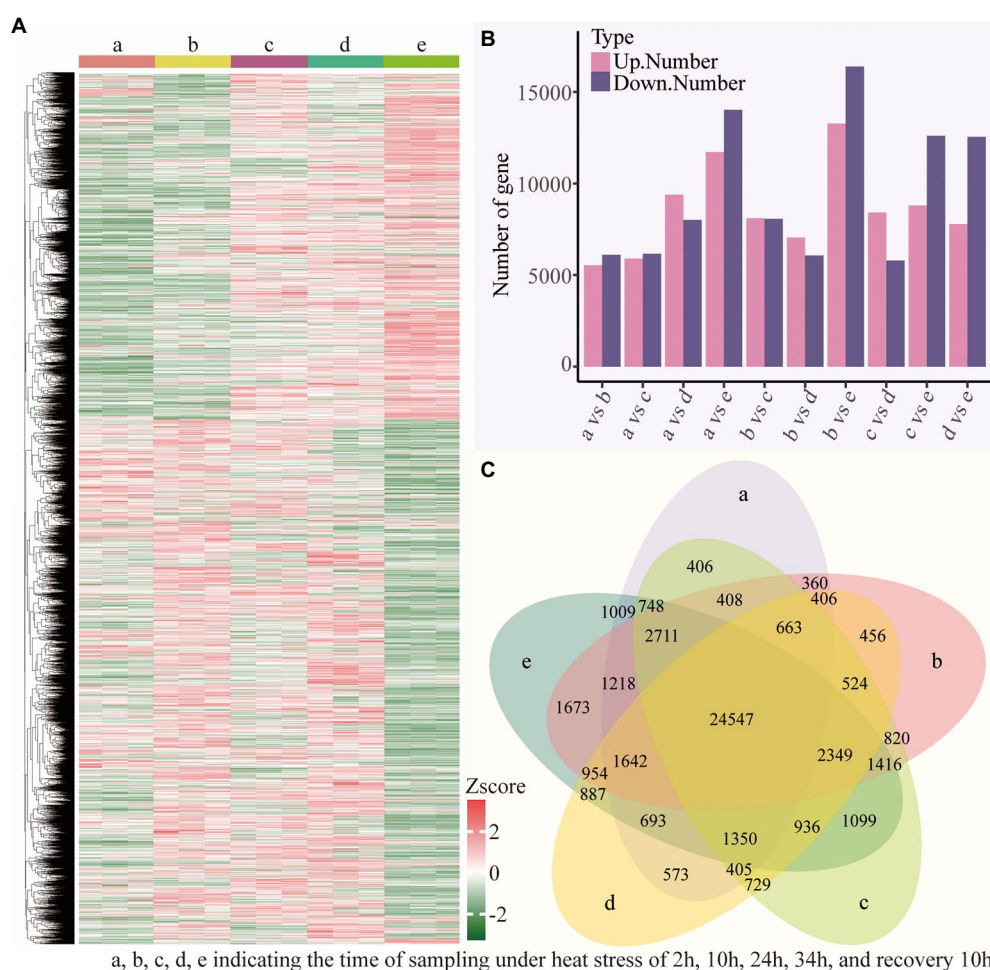 A
a b c d e
Zscore
2
0
-2
B
Type
Up.Number
Down.Number
Number of gene
15000
10000
5000
0
a vs b
a vs c
a vs d
a vs e
b vs c
b vs d
b vs e
c vs d
c vs e
d vs e
C
a
406
360
1009 748 408 406
2711 663 456
e b
1218 524
1673
24547
820
1642 2349 1416
954
887
693 936 1099
1350
573 405
729
d c
a, b, c, d, e indicating the time of sampling under heat stress of 2h, 10h, 24h, 34h, and recovery 10h